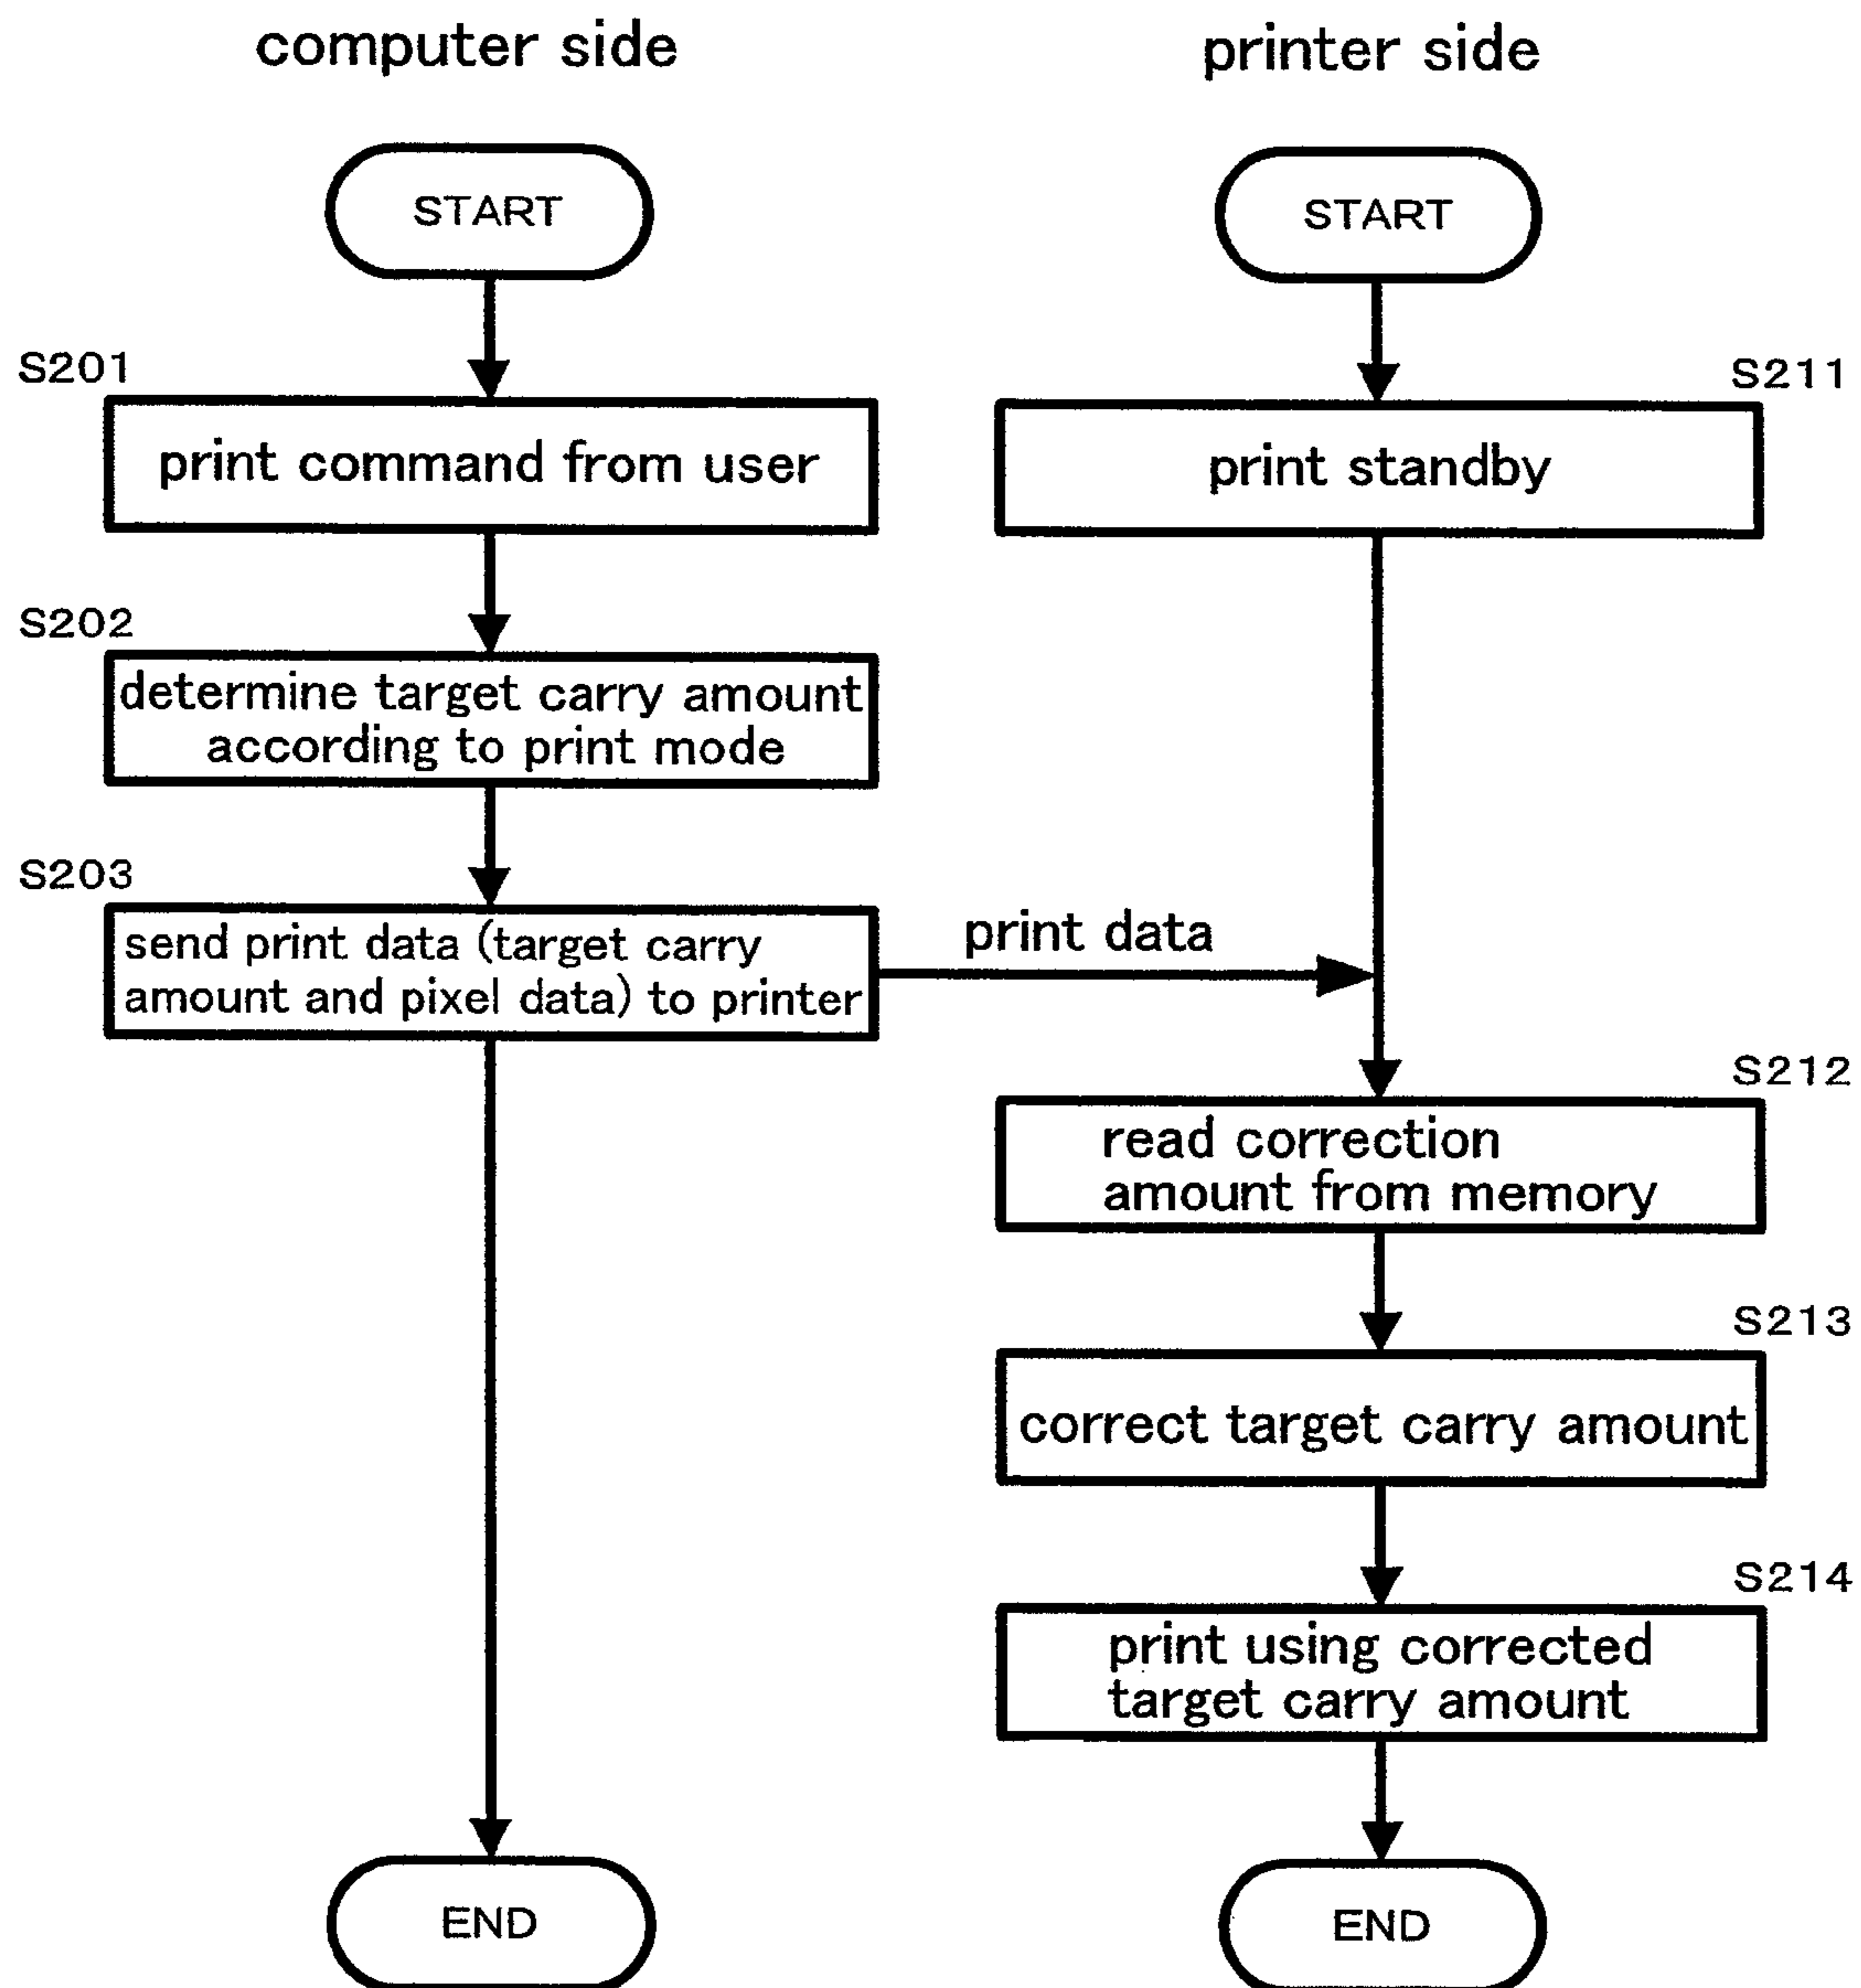 computer side
START
S201
print command from user
S202
determine target carry amount
according to print mode
S203
send print data (target carry
amount and pixel data) to printer
print data
END
printer side
START
S211
print standby
S212
read correction
amount from memory
S213
correct target carry amount
S214
print using corrected
target carry amount
END